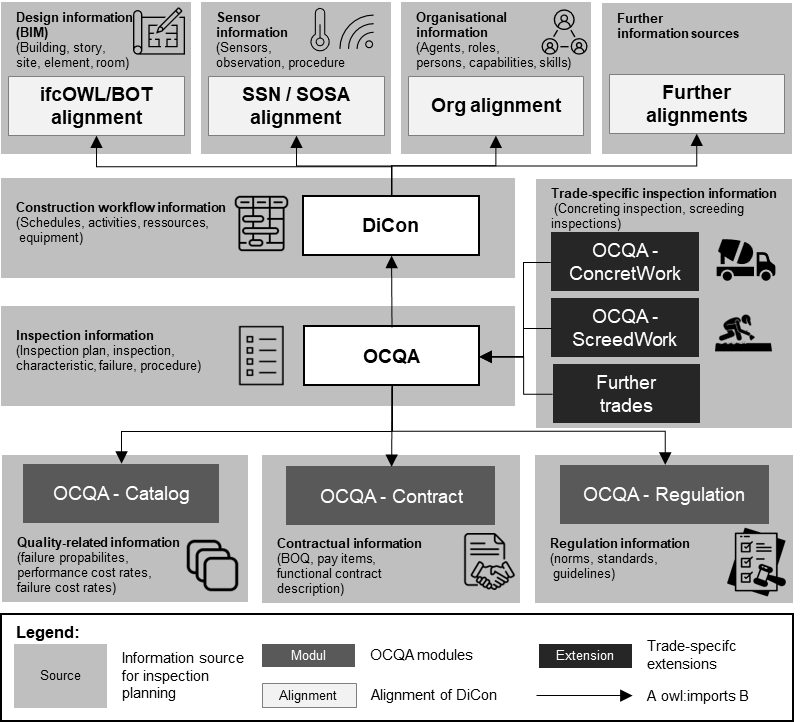 Design information
(BIM)
(Building, story,
site, element, room)
ifcOWL/BOT
alignment
Sensor
information
(Sensors,
observation, procedure
SSN / SOSA
alignment
Organisational
information
(Agents, roles,
persons, capabilities, skills)
Org alignment
Further
information sources
Further
alignments
Construction workflow information
(Schedules, activities, ressources,
equipment)
DiCon
Trade-specific inspection information
(Concreting inspection, screeding
inspections)
OCQA -
ConcretWork
OCQA -
ScreedWork
Further
trades
Inspection information
(Inspection plan, inspection,
characteristic, failure, procedure)
OCQA
OCQA - Catalog
Quality-related information
(failure propabilites,
performance cost rates,
failure cost rates)
OCQA - Contract
Contractual information
(BOQ, pay items,
functional contract
description)
OCQA - Regulation
Regulation information
(norms, standards,
guidelines)
Legend:
Source
Information source
for inspection
planning
Modul
OCQA modules
Alignment
Alignment of DiCon
Extension
Trade-specifc
extensions
A owl:imports B